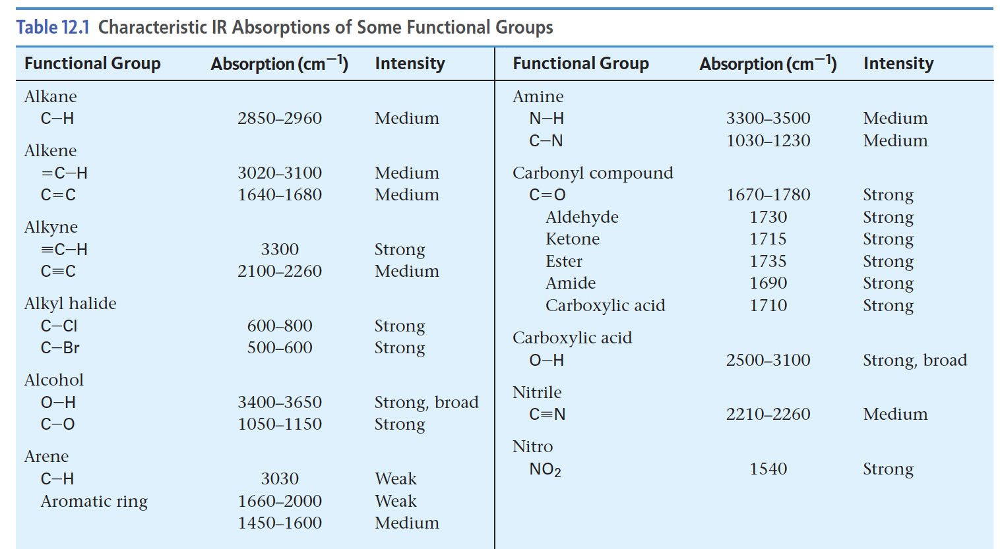 Table 12.1 Characteristic IR Absorptions of Some Functional Groups
Functional Group Absorption (cm⁻¹) Intensity
Alkane
C—H 2850–2960 Medium
Alkene
=C—H 3020–3100 Medium
C=C 1640–1680 Medium
Alkyne
≡C—H 3300 Strong
C≡C 2100–2260 Medium
Alkyl halide
C—Cl 600–800 Strong
C—Br 500–600 Strong
Alcohol
O—H 3400–3650 Strong, broad
C—O 1050–1150 Strong
Arene
C—H 3030 Weak
Aromatic ring 1660–2000 Weak
1450–1600 Medium
Functional Group Absorption (cm⁻¹) Intensity
Amine
N—H 3300–3500 Medium
C—N 1030–1230 Medium
Carbonyl compound
C=O 1670–1780 Strong
Aldehyde 1730 Strong
Ketone 1715 Strong
Ester 1735 Strong
Amide 1690 Strong
Carboxylic acid 1710 Strong
Carboxylic acid
O—H 2500–3100 Strong, broad
Nitrile
C≡N 2210–2260 Medium
Nitro
NO₂ 1540 Strong